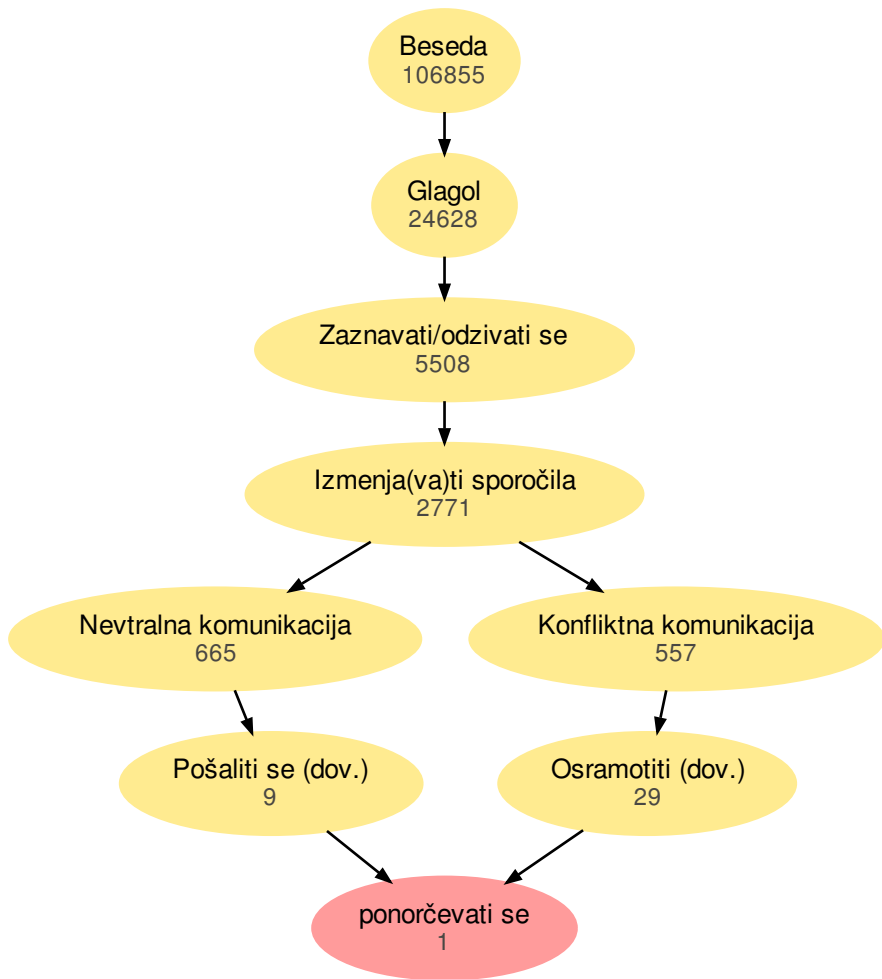 Beseda
106855
Glagol
24628
Zaznavati/odzivati se
5508
Izmenja(va)ti sporočila
2771
Nevtralna komunikacija
665
Konfliktna komunikacija
557
Pošaliti se (dov.)
9
Osramotiti (dov.)
29
ponorčevati se
1